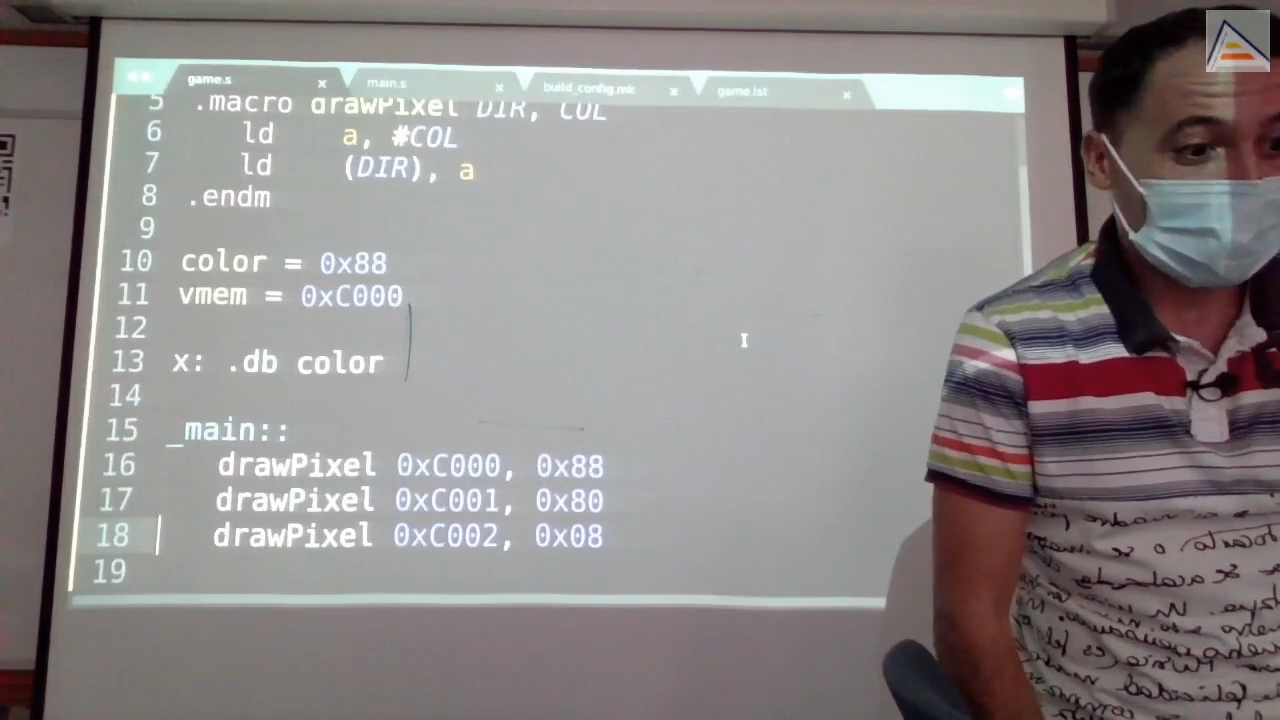 game.s x main.s x build_config.mk x game.lst x
5 .macro drawPixel DIR, COL
6 ld a, #COL
7 ld (DIR), a
8 .endm
9
10 color = 0x88
11 vmem = 0xC000
12
13 x: .db color
14
15 _main::
16 drawPixel 0xC000, 0x88
17 drawPixel 0xC001, 0x80
18 drawPixel 0xC002, 0x08
19